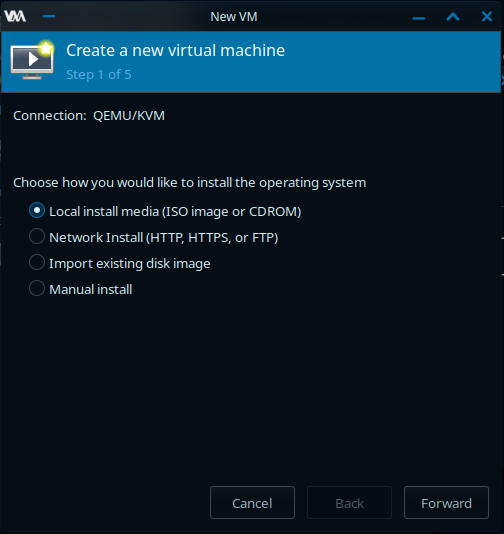 New VM
Create a new virtual machine
Step 1 of 5
Connection: QEMU/KVM
Choose how you would like to install the operating system
Local install media (ISO image or CDROM)
Network Install (HTTP, HTTPS, or FTP)
Import existing disk image
Manual install
Cancel Back Forward